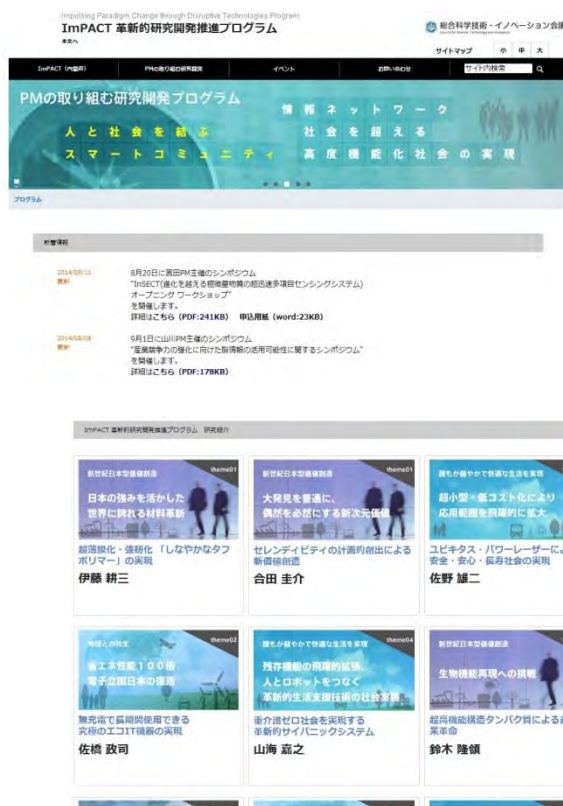 Impulsing Paradigm Change through Disruptive Technologies Program
ImPACT 革新的研究開発推進プログラム
本文へ
総合科学技術・イノベーション会議
サイトマップ 小 中 大
ImPACT (内閣府) PMの取り組む研究開発 イベント お問い合わせ サイト内検索
PMの取り組む研究開発プログラム
人と社会を結ぶ
スマートコミュニティ
情報ネットワーク
社会を超える
高度機能化社会の実現
プログラム
新着情報
2014/08/11
更新
8月20日に宮田PM主催のシンポジウム
"InSECT(進化を越える極微量物質の超迅速多項目センシングシステム)
オープニング ワークショップ"
を開催します。
詳細はこちら (PDF:241KB) 申込用紙 (word:23KB)
2014/08/08
更新
9月1日に山川PM主催のシンポジウム
"産業競争力の強化に向けた脳情報の活用可能性に関するシンポジウム"
を開催します。
詳細はこちら (PDF:178KB)
ImPACT 革新的研究開発推進プログラム 研究紹介
新世紀日本型価値創造 theme01
日本の強みを活かした
世界に誇れる材料革新
超薄膜化・強靭化 「しなやかなタフ
ポリマー」の実現
伊藤 耕三
新世紀日本型価値創造 theme01
大発見を普通に、
偶然を必然にする新次元価値
セレンディピティの計画的創出による
新価値創造
合田 圭介
誰もが健やかで快適な生活を実現
超小型・低コスト化により
応用範囲を飛躍的に拡大
ユビキタス・パワーレーザーによ
安全・安心・長寿社会の実現
佐野 雄二
地球との共生 theme02
省エネ性能100倍
電子立国日本の復活
無充電で長期間使用できる
究極のエコIT機器の実現
佐橋 政司
誰もが健やかで快適な生活を実現 theme04
残存機能の飛躍的拡張、
人とロボットをつなぐ
革新的生活支援技術の社会実装
重介護ゼロ社会を実現する
革新的サイバニックシステム
山海 嘉之
新世紀日本型価値創造
生物機能再現への挑戦
超高機能構造タンパク質による産
業革命
鈴木 隆領